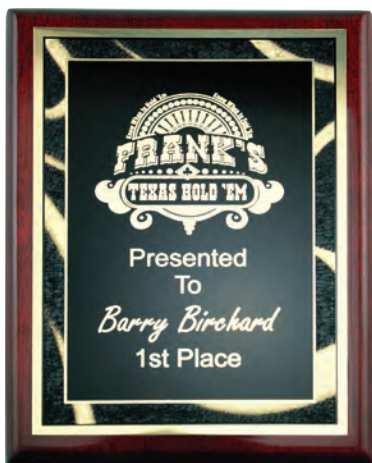 FRANK'S
TEXAS HOLD 'EM
Presented
To
Barry Birchard
1st Place